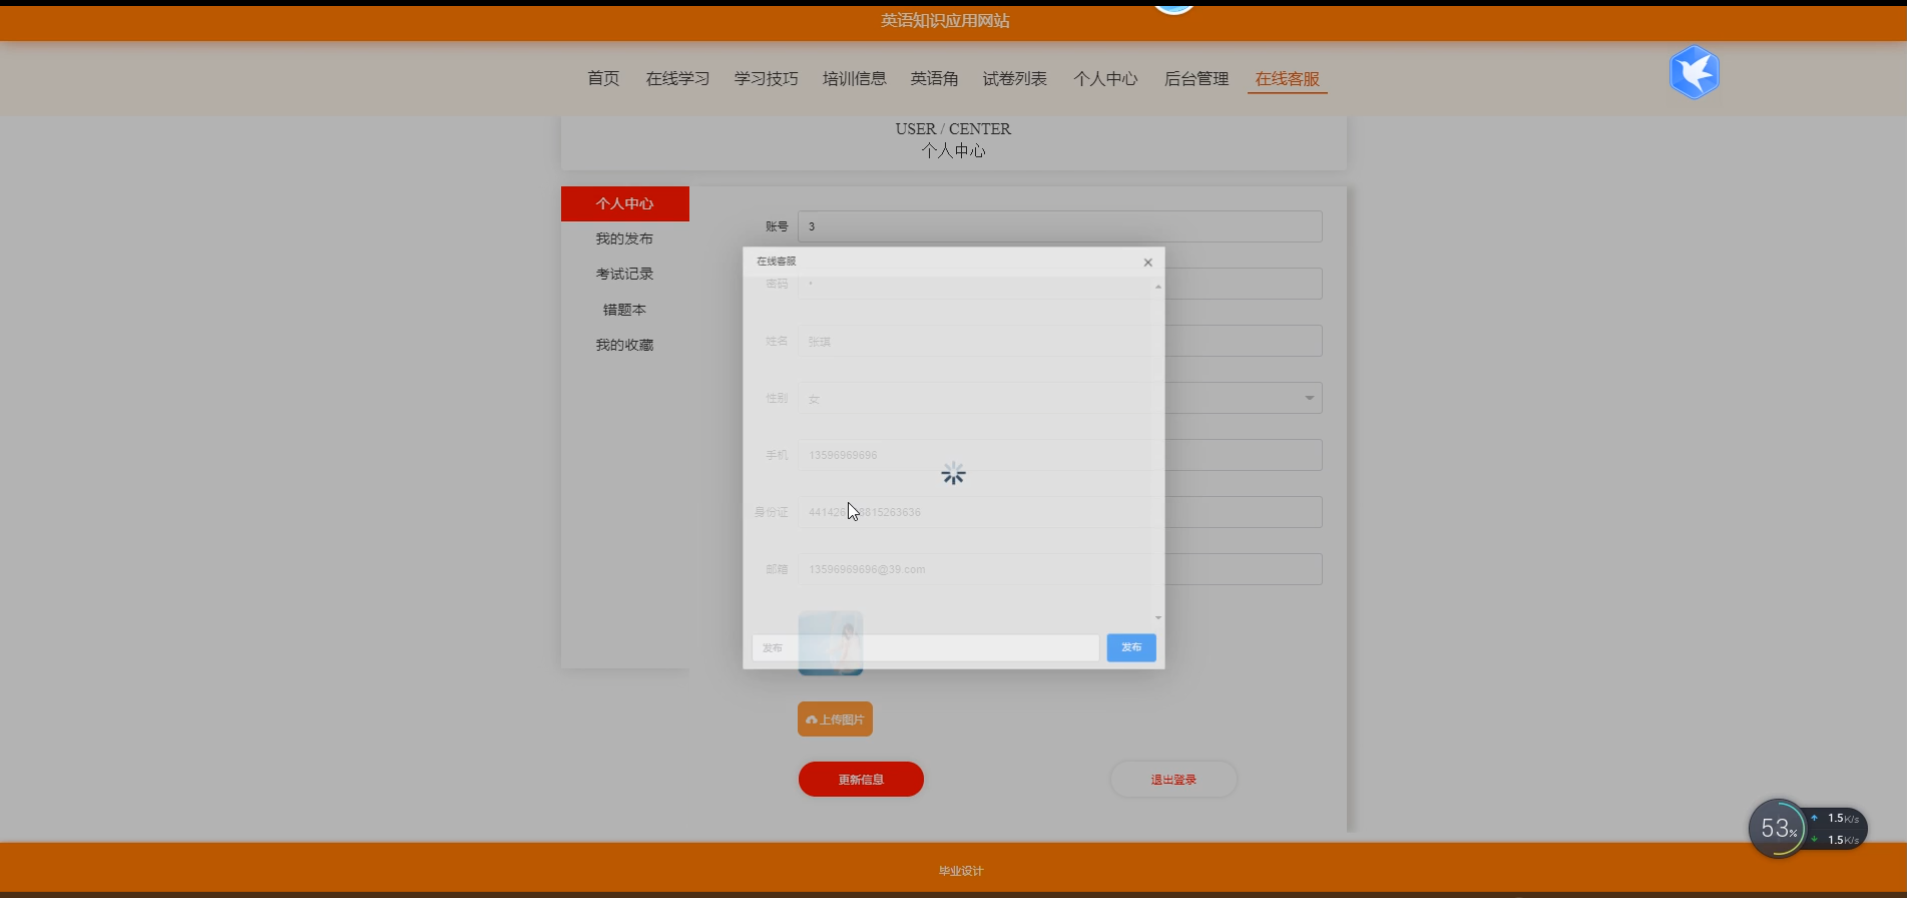 英语知识应用网站
首页 在线学习 学习技巧 培训信息 英语角 试卷列表 个人中心 后台管理 在线客服
USER / CENTER
个人中心
个人中心
我的发布
考试记录
错题本
我的收藏
账号 3
在线客服 ×
密码
姓名 张琪
性别 女
手机 13596969696
身份证
邮箱 13596969696@39.com
发布 发布
上传图片
更新信息 退出登录
53%
1.5K/s
1.5K/s
毕业设计